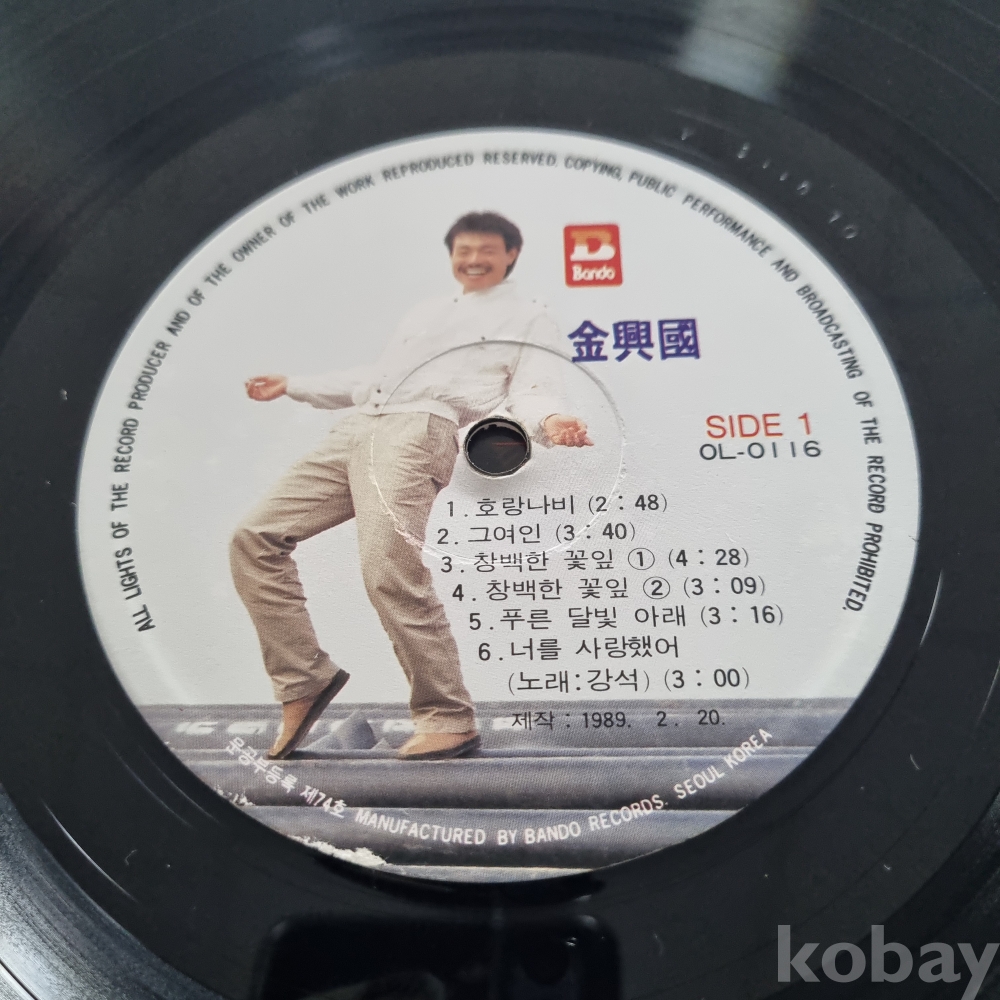 ALL LIGHTS OF THE RECORD PRODUCER AND OF THE OWNER OF THE WORK REPRODUCED RESERVED. COPYING, PUBLIC PERFORMANCE AND BROADCASTING OF THE RECORD PROHIBITED.
B
Bando
金興國
SIDE 1
OL-0116
1.호랑나비 (2:48)
2.그여인 (3:40)
3.창백한 꽃잎 ① (4:28)
4.창백한 꽃잎 ② (3:09)
5.푸른 달빛 아래 (3:16)
6.너를 사랑했어
(노래:강석) (3:00)
제작:1989. 2. 20.
문공부등록 제74호 MANUFACTURED BY BANDO RECORDS. SEOUL KOREA
kobay